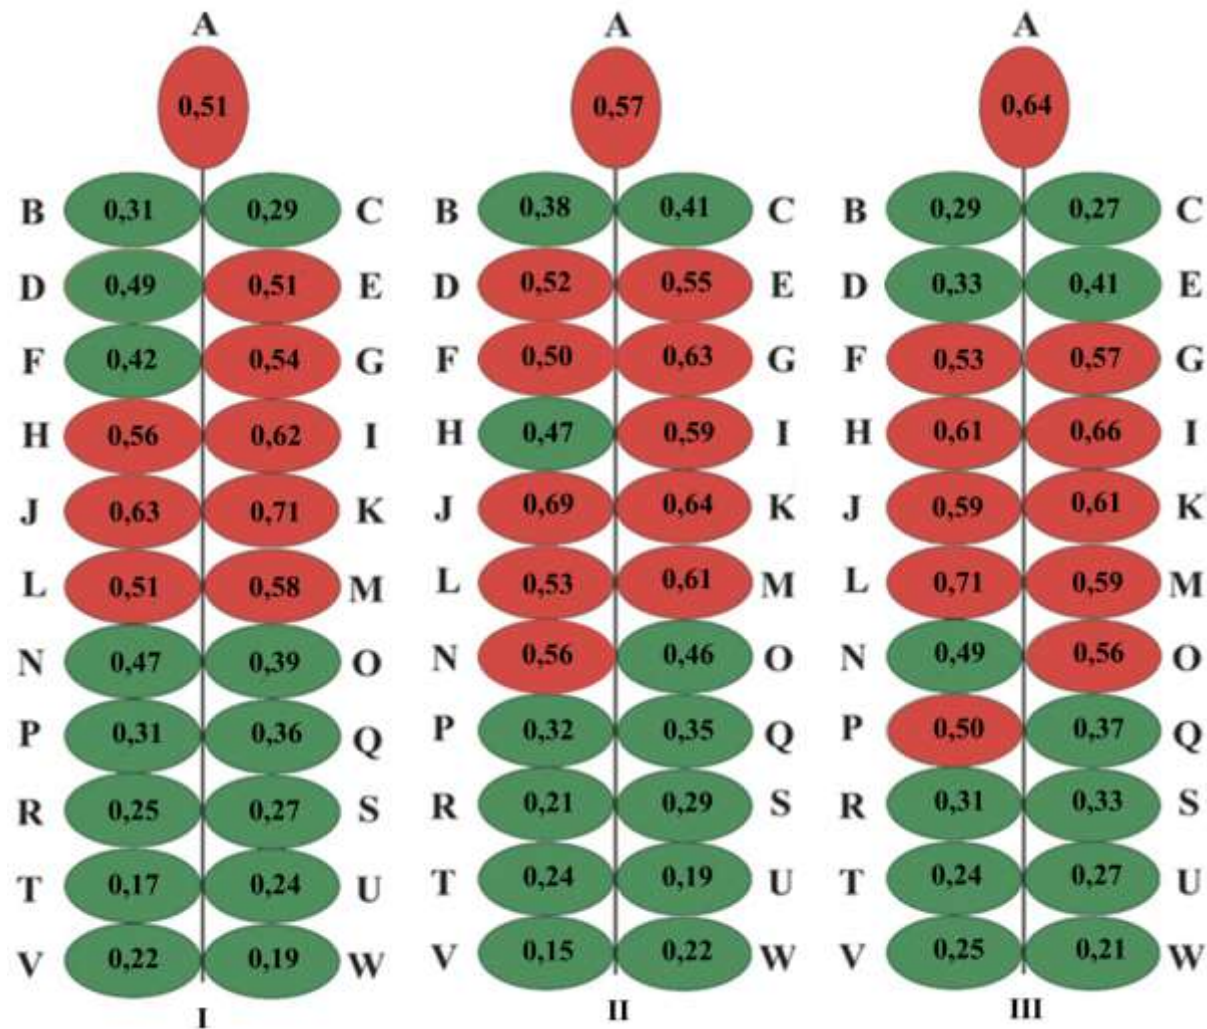 A A A
0,51 0,57 0,64
B 0,31 0,29 C B 0,38 0,41 C B 0,29 0,27 C
D 0,49 0,51 E D 0,52 0,55 E D 0,33 0,41 E
F 0,42 0,54 G F 0,50 0,63 G F 0,53 0,57 G
H 0,56 0,62 I H 0,47 0,59 I H 0,61 0,66 I
J 0,63 0,71 K J 0,69 0,64 K J 0,59 0,61 K
L 0,51 0,58 M L 0,53 0,61 M L 0,71 0,59 M
N 0,47 0,39 O N 0,56 0,46 O N 0,49 0,56 O
P 0,31 0,36 Q P 0,32 0,35 Q P 0,50 0,37 Q
R 0,25 0,27 S R 0,21 0,29 S R 0,31 0,33 S
T 0,17 0,24 U T 0,24 0,19 U T 0,24 0,27 U
V 0,22 0,19 W V 0,15 0,22 W V 0,25 0,21 W
I II III